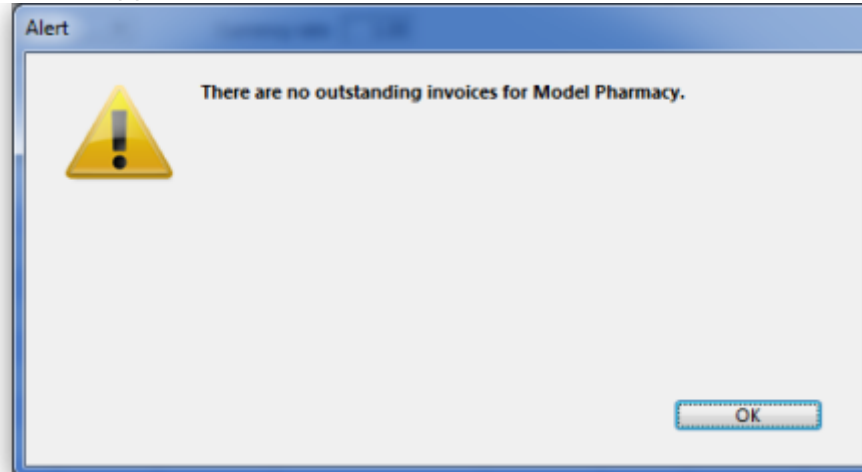 Alert
There are no outstanding invoices for Model Pharmacy.
OK